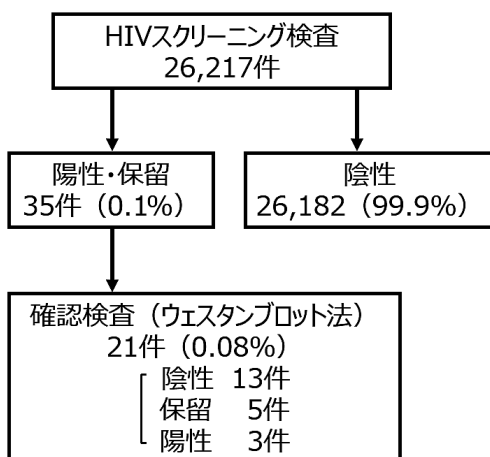 HIVスクリーニング検査
26,217件
陽性・保留
35件（0.1%）
陰性
26,182（99.9%）
確認検査（ウェスタンブロット法）
21件（0.08%）
陰性 13件
保留 5件
陽性 3件